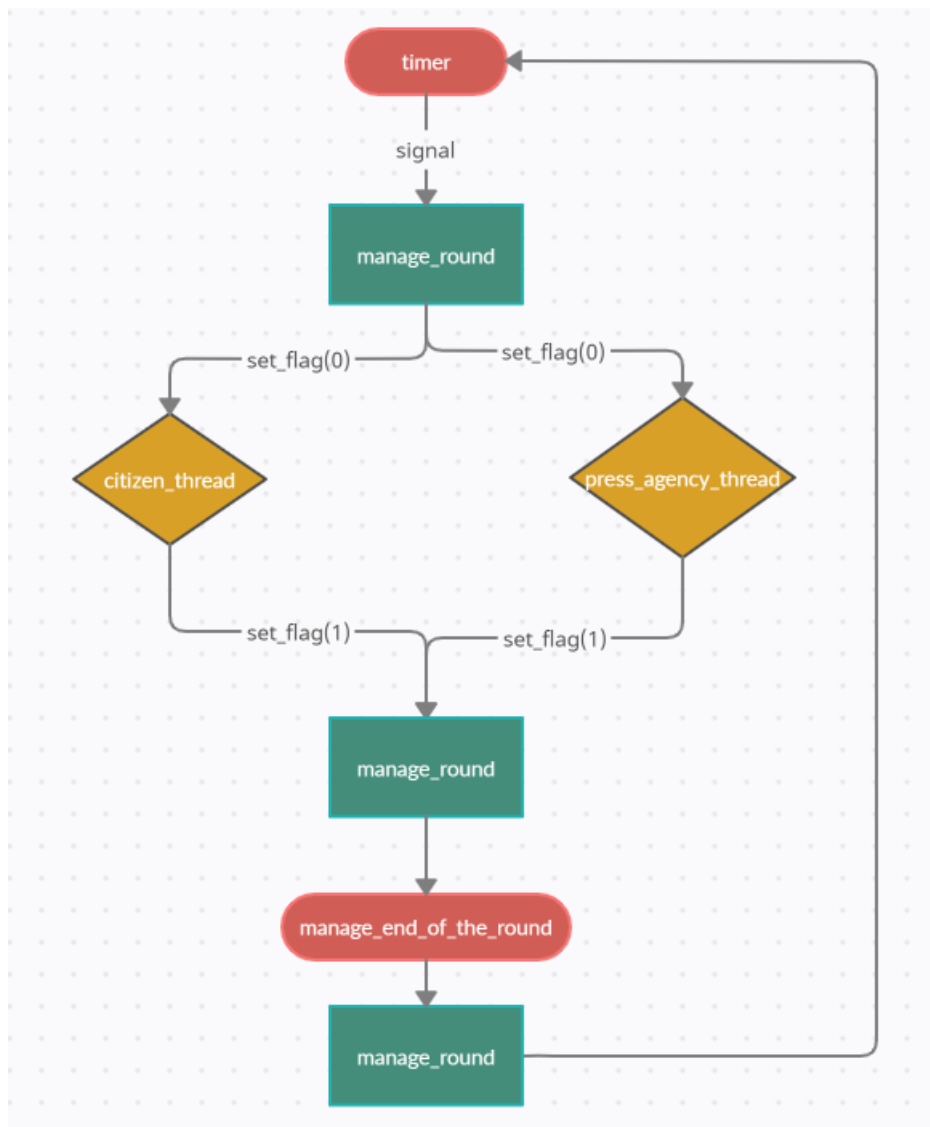 timer
signal
manage_round
set_flag(0)
set_flag(0)
citizen_thread
press_agency_thread
set_flag(1)
set_flag(1)
manage_round
manage_end_of_the_round
manage_round